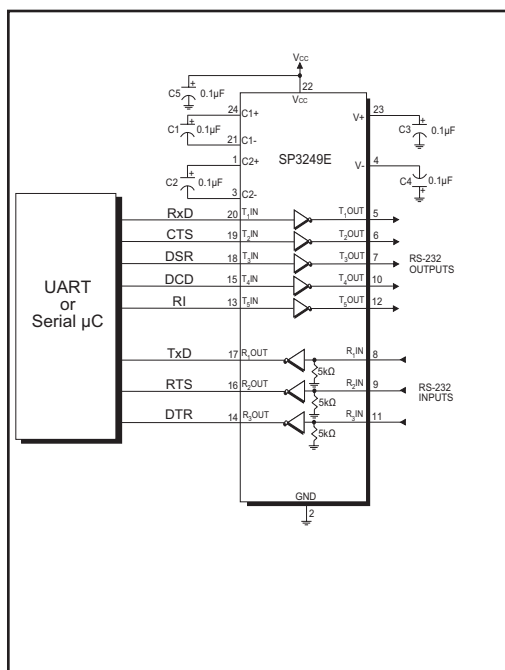 VCC
22
VCC
C5
+
0.1µF
24
C1+
C1
+
0.1µF
21
C1-
1
C2+
C2
+
0.1µF
3
C2-
SP3249E
23
V+
C3
+
0.1µF
4
V-
C4
+
0.1µF
UART
or
Serial µC
RxD
20
T1IN
T1OUT
5
CTS
19
T2IN
T2OUT
6
DSR
18
T3IN
T3OUT
7
DCD
15
T4IN
T4OUT
10
RI
13
T5IN
T5OUT
12
RS-232
OUTPUTS
TxD
17
R1OUT
R1IN
8
5kΩ
RTS
16
R2OUT
R2IN
9
5kΩ
DTR
14
R3OUT
R3IN
11
5kΩ
RS-232
INPUTS
GND
2